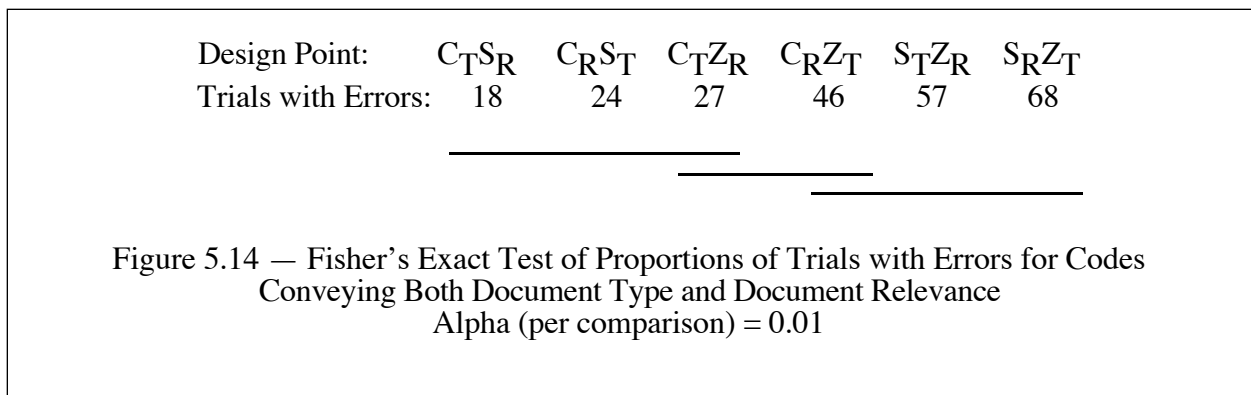 Design Point: CTSR CRST CTZR CRZT STZR SRZT
Trials with Errors: 18 24 27 46 57 68
Figure 5.14 — Fisher’s Exact Test of Proportions of Trials with Errors for Codes
Conveying Both Document Type and Document Relevance
Alpha (per comparison) = 0.01